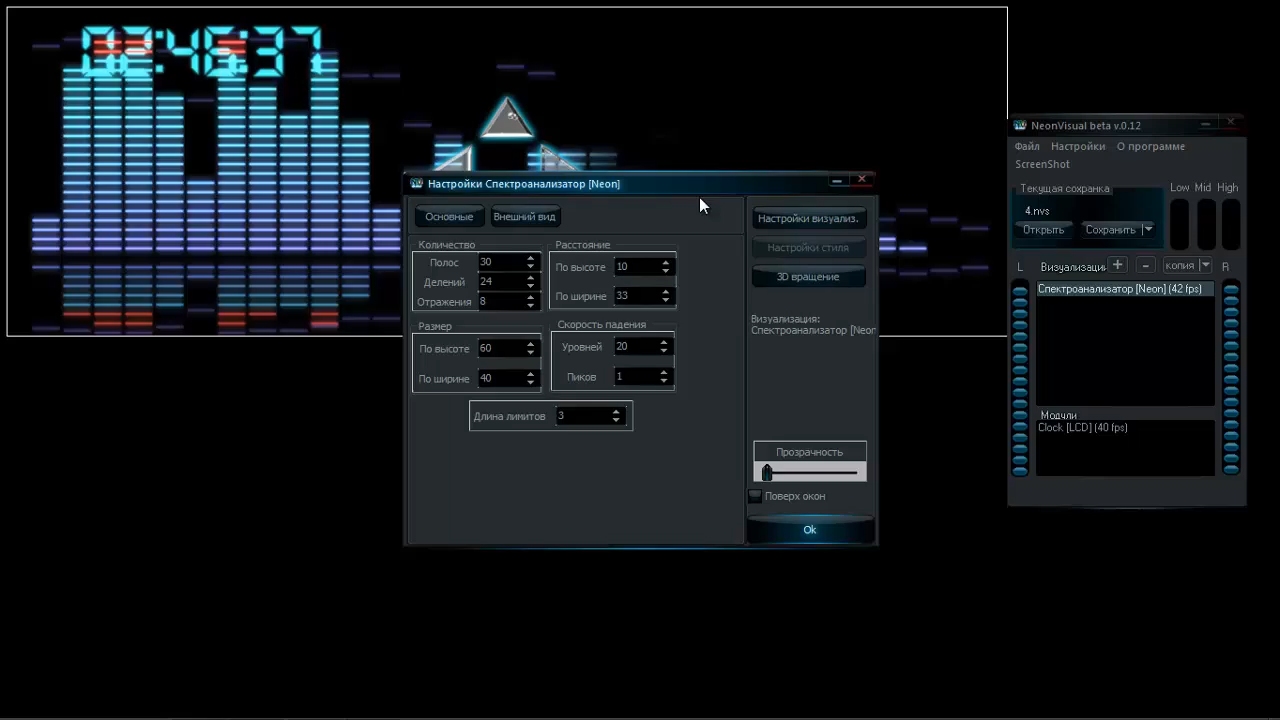 02:46:37
Настройки Спектроанализатор [Neon]
Основные
Внешний вид
Количество
Полос 30
Делений 24
Отражения 8
Расстояние
По высоте 10
По ширине 33
Размер
По высоте 60
По ширине 40
Скорость падения
Уровней 20
Пиков 1
Длина лимитов 3
Настройки визуализ.
Настройки стиля
3D вращение
Визуализация:
Спектроанализатор [Neon
Прозрачность
Поверх окон
Ok
NeonVisual beta v.0.12
Файл Настройки О программе
ScreenShot
Текущая сохранка
4.nvs
Открыть
Сохранить
Low Mid High
L Визуализации + - копия R
Спектроанализатор [Neon] (42 fps)
Модули
Clock [LCD] (40 fps)